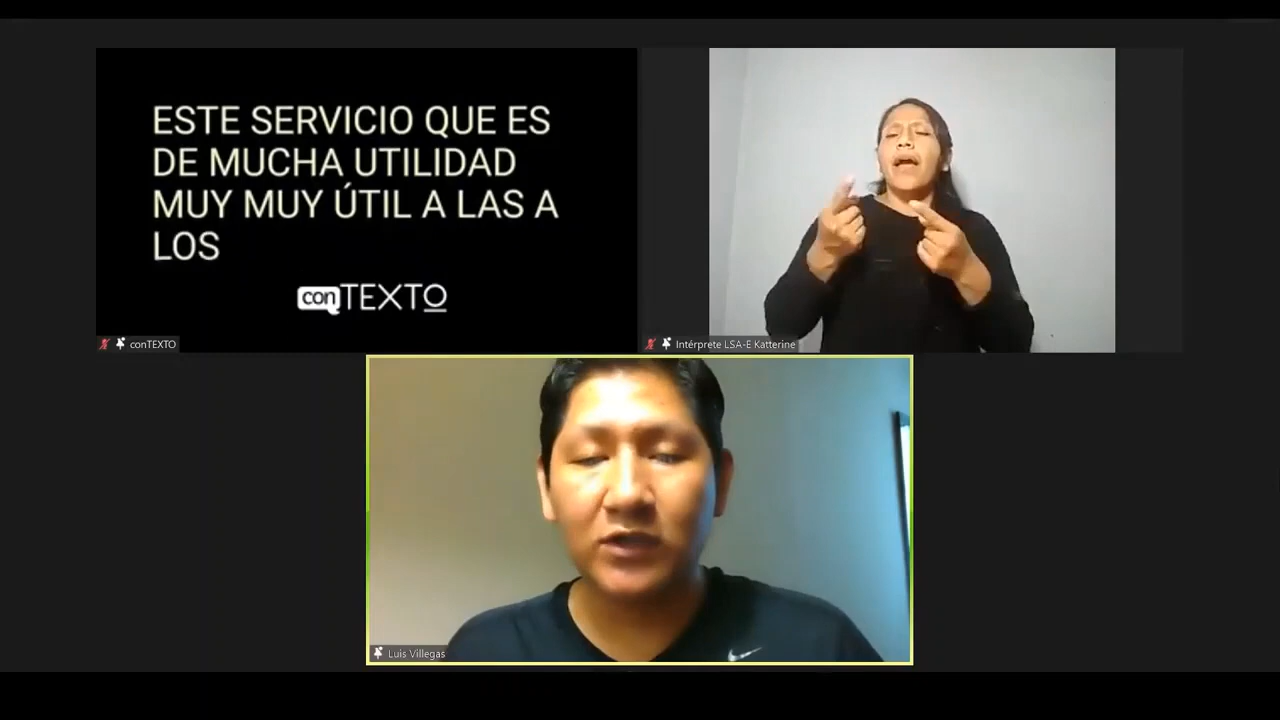 ESTE SERVICIO QUE ES
DE MUCHA UTILIDAD
MUY MUY ÚTIL A LAS A
LOS
conTEXTO
conTEXTO
Intérprete LSA-E Katterine
Luis Villegas